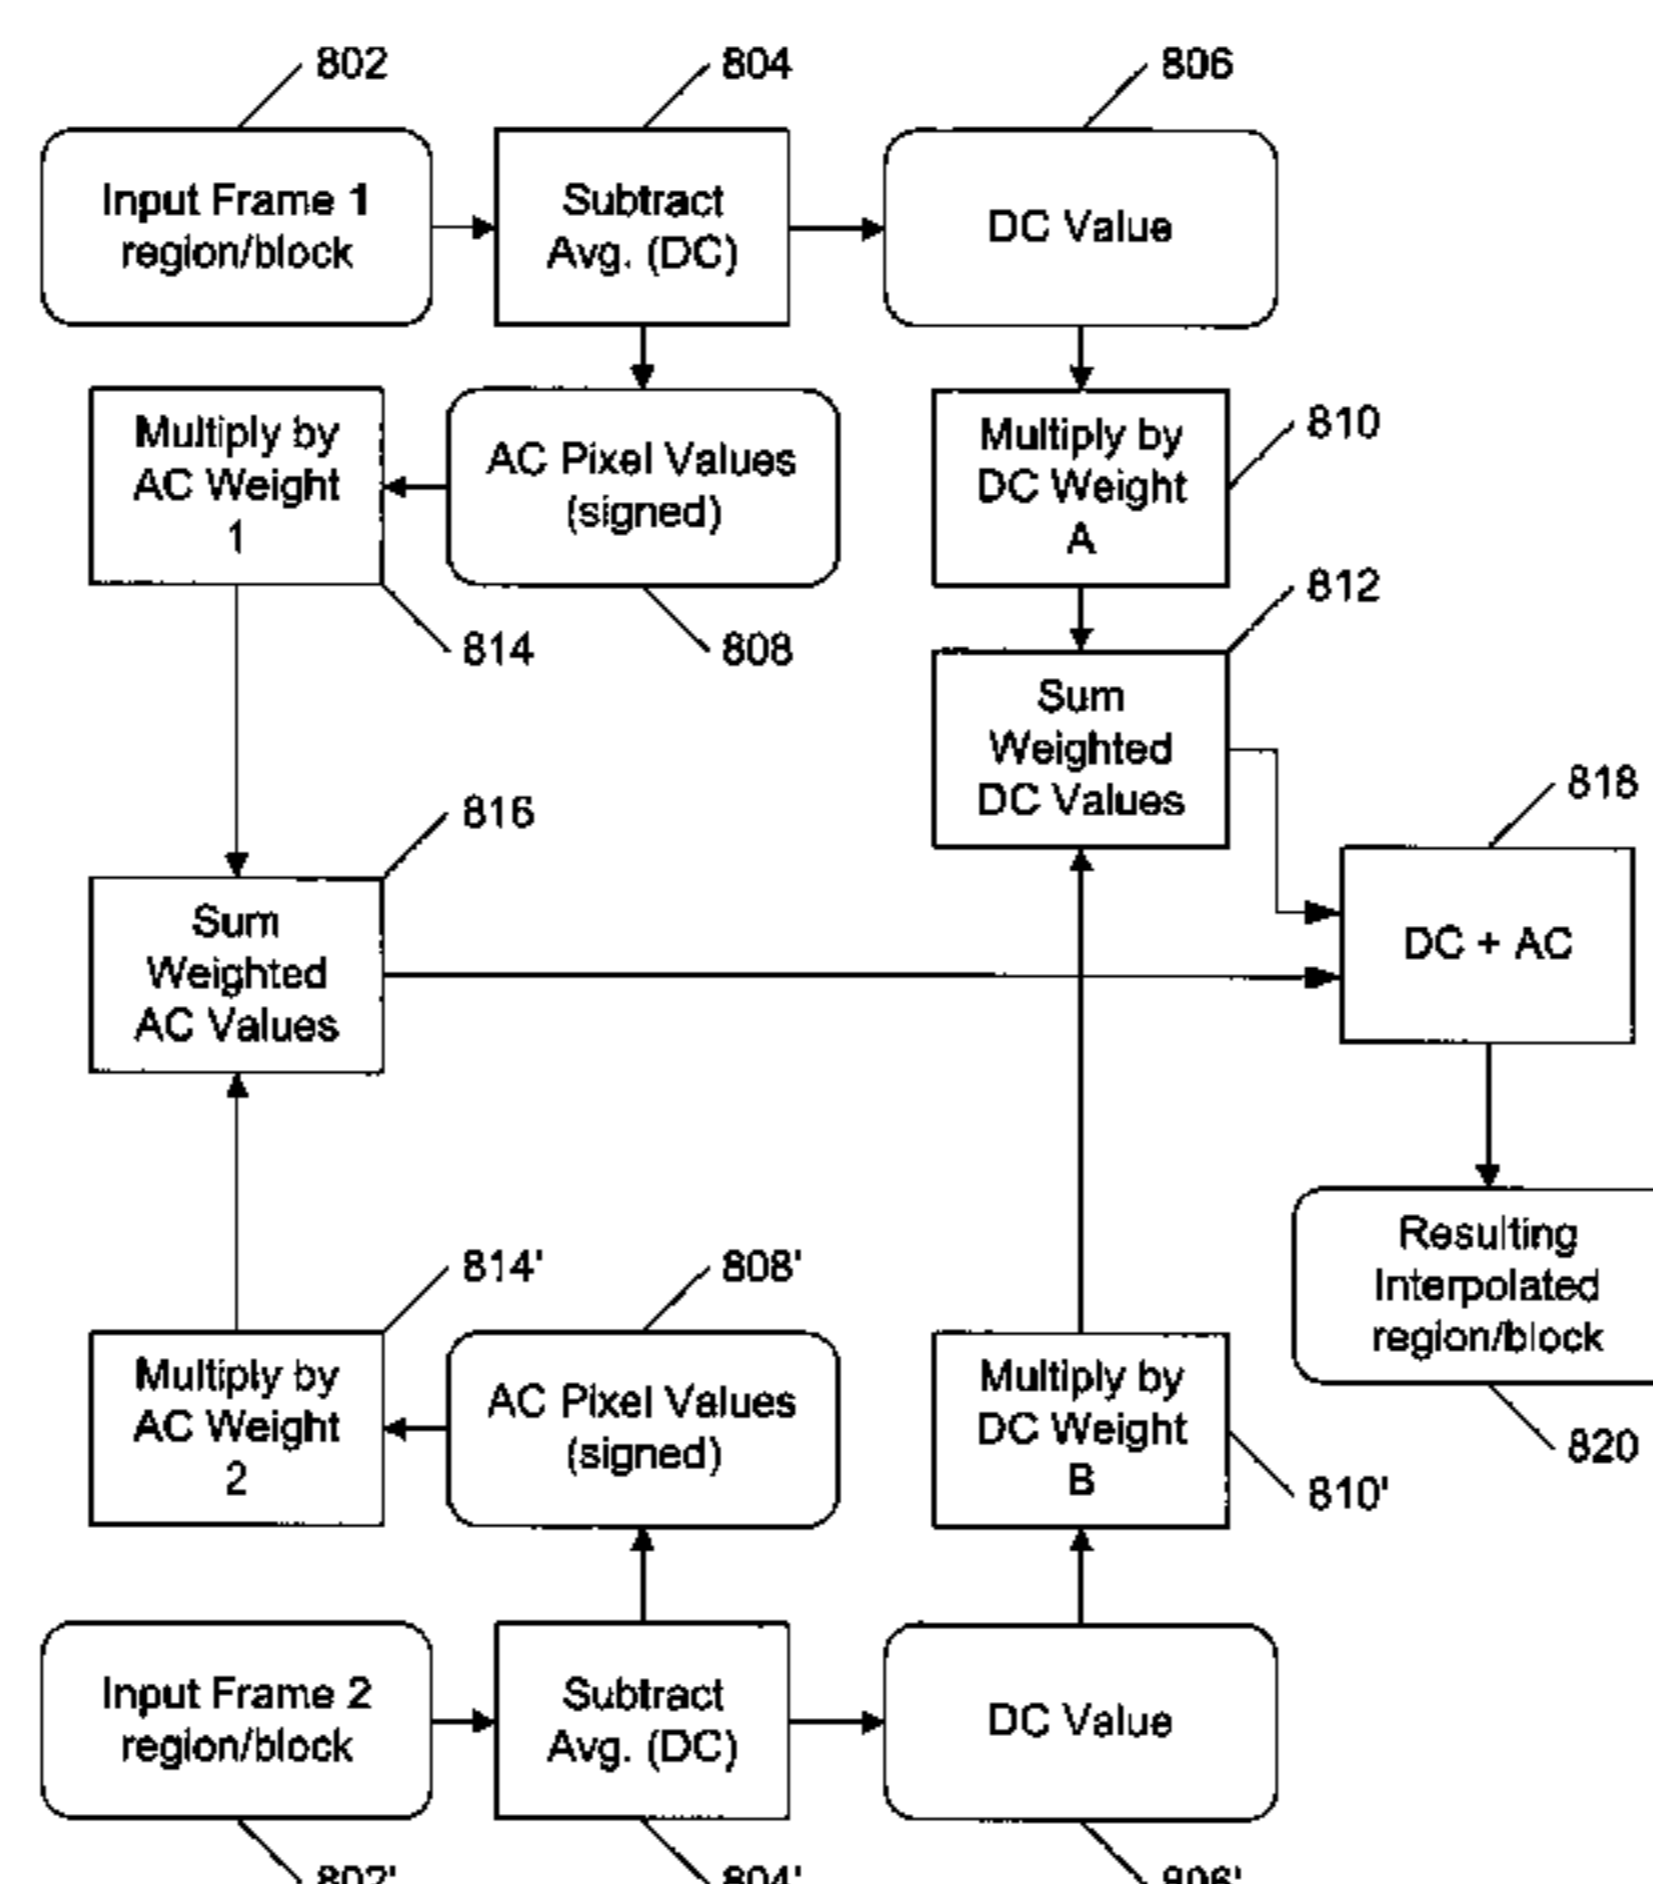 802
804
806
Input Frame 1
region/block
Subtract
Avg. (DC)
DC Value
Multiply by
AC Weight
1
AC Pixel Values
(signed)
Multiply by
DC Weight
A
810
812
814
808
Sum
Weighted
DC Values
816
818
Sum
Weighted
AC Values
DC + AC
Resulting
Interpolated
region/block
814'
808'
Multiply by
AC Weight
2
AC Pixel Values
(signed)
Multiply by
DC Weight
B
820
810'
Input Frame 2
region/block
Subtract
Avg. (DC)
DC Value
802'
804'
806'